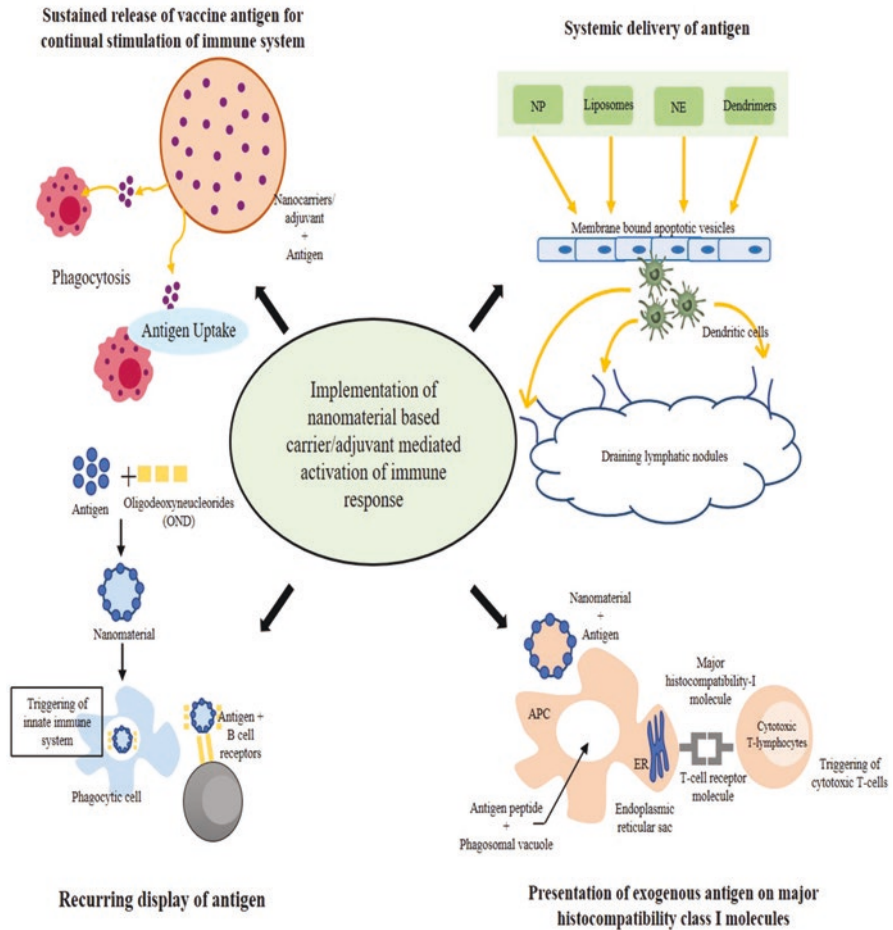 Sustained release of vaccine antigen for
continual stimulation of immune system
Nanocarriers/
adjuvant
+
Antigen
Phagocytosis
Antigen Uptake
Systemic delivery of antigen
NP
Liposomes
NE
Dendrimers
Membrane bound apoptotic vesicles
Dendritic cells
Draining lymphatic nodules
Implementation of
nanomaterial based
carrier/adjuvant mediated
activation of immune
response
+
Antigen
Oligodeoxyneucleorides
(OND)
Nanomaterial
Triggering of
innate immune
system
Phagocytic cell
Antigen +
B cell
receptors
Recurring display of antigen
Nanomaterial
+
Antigen
APC
ER
Major
histocompatibility-I
molecule
Cytotoxic
T-lymphocytes
T-cell receptor
molecule
Triggering of
cytotoxic T-cells
Antigen peptide
+
Phagosomal vacuole
Endoplasmic
reticular sac
Presentation of exogenous antigen on major
histocompatibility class I molecules